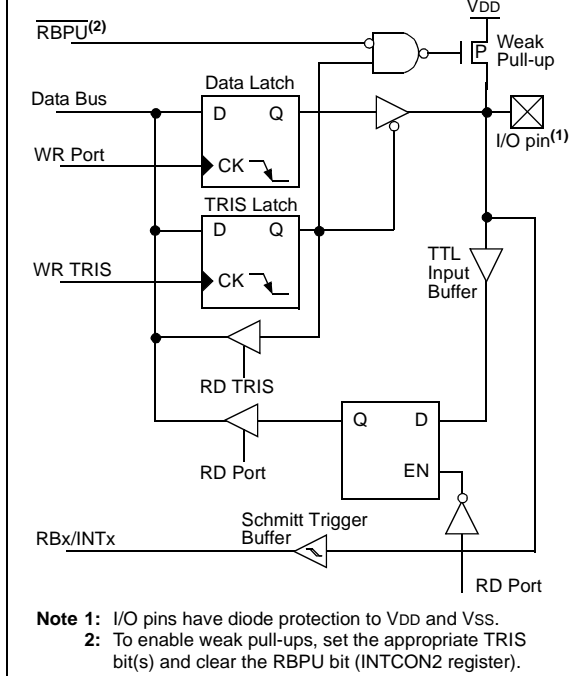 VDD
RBPU(2)
P
Weak
Pull-up
Data Latch
Data Bus
D Q
I/O pin(1)
WR Port
CK
TRIS Latch
D Q
TTL
Input
Buffer
WR TRIS
CK
RD TRIS
Q D
RD Port
EN
Schmitt Trigger
Buffer
RBx/INTx
RD Port
Note 1: I/O pins have diode protection to VDD and VSS.
2: To enable weak pull-ups, set the appropriate TRIS
bit(s) and clear the RBPU bit (INTCON2 register).